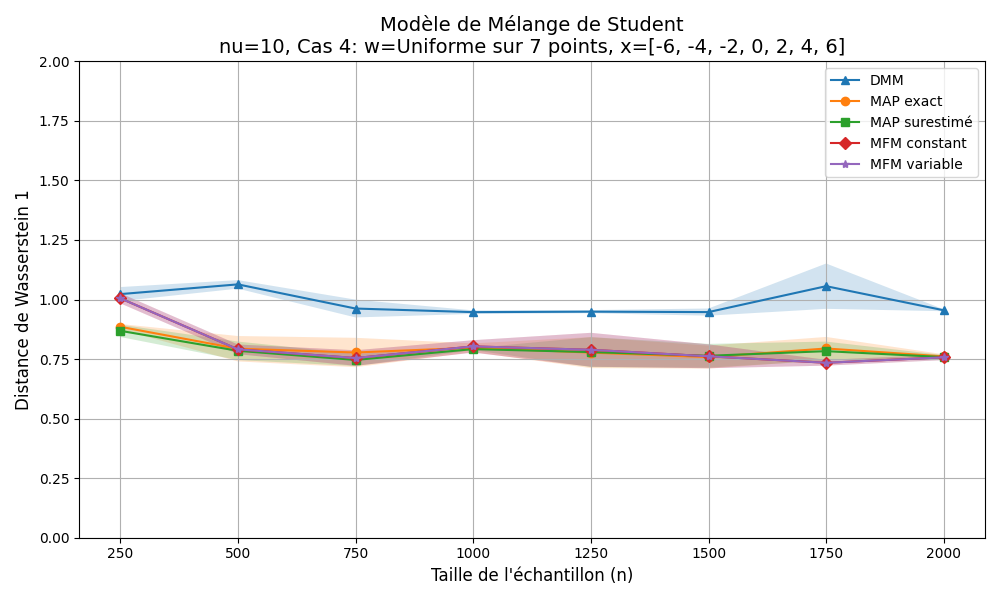 Modèle de Mélange de Student
nu=10, Cas 4: w=Uniforme sur 7 points, x=[-6, -4, -2, 0, 2, 4, 6]
Distance de Wasserstein 1
2.00
1.75
1.50
1.25
1.00
0.75
0.50
0.25
0.00
DMM
MAP exact
MAP surestimé
MFM constant
MFM variable
250 500 750 1000 1250 1500 1750 2000
Taille de l'échantillon (n)